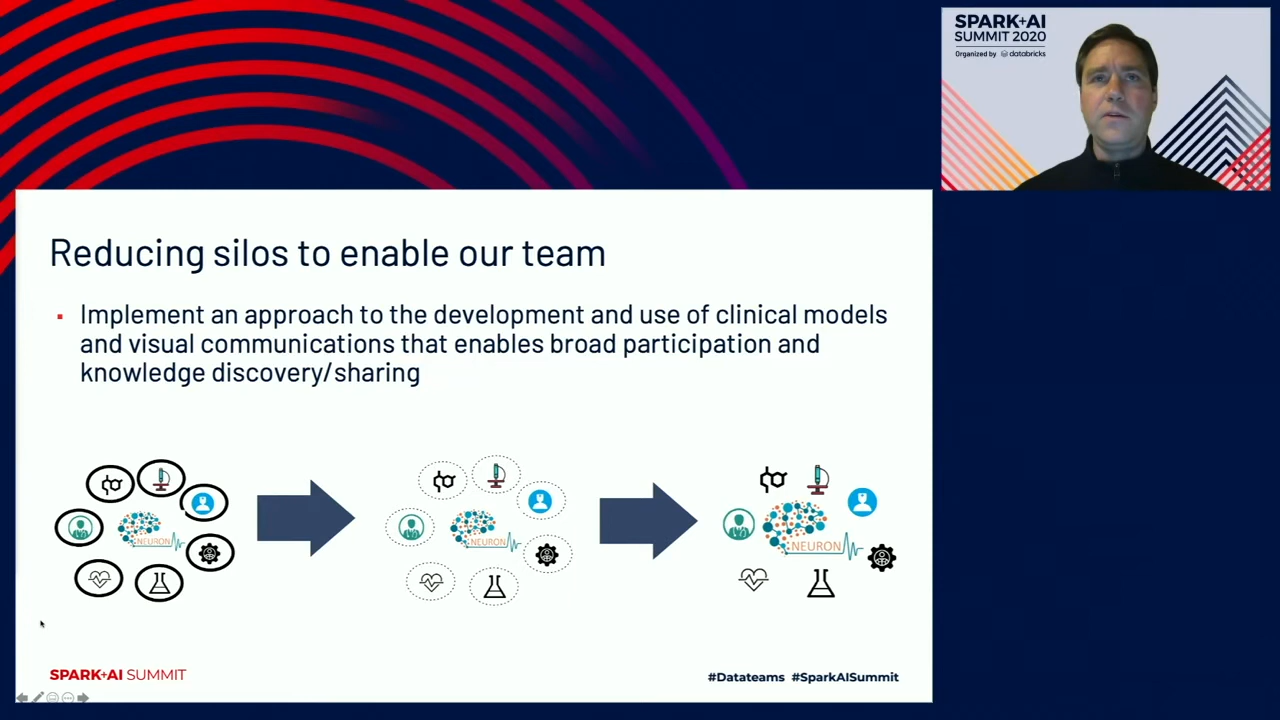 SPARK+AI
SUMMIT 2020
Organized by databricks
Reducing silos to enable our team
▪ Implement an approach to the development and use of clinical models
and visual communications that enables broad participation and
knowledge discovery/sharing
NEURON
NEURON
NEURON
SPARK+AI SUMMIT
#Datateams #SparkAISummit